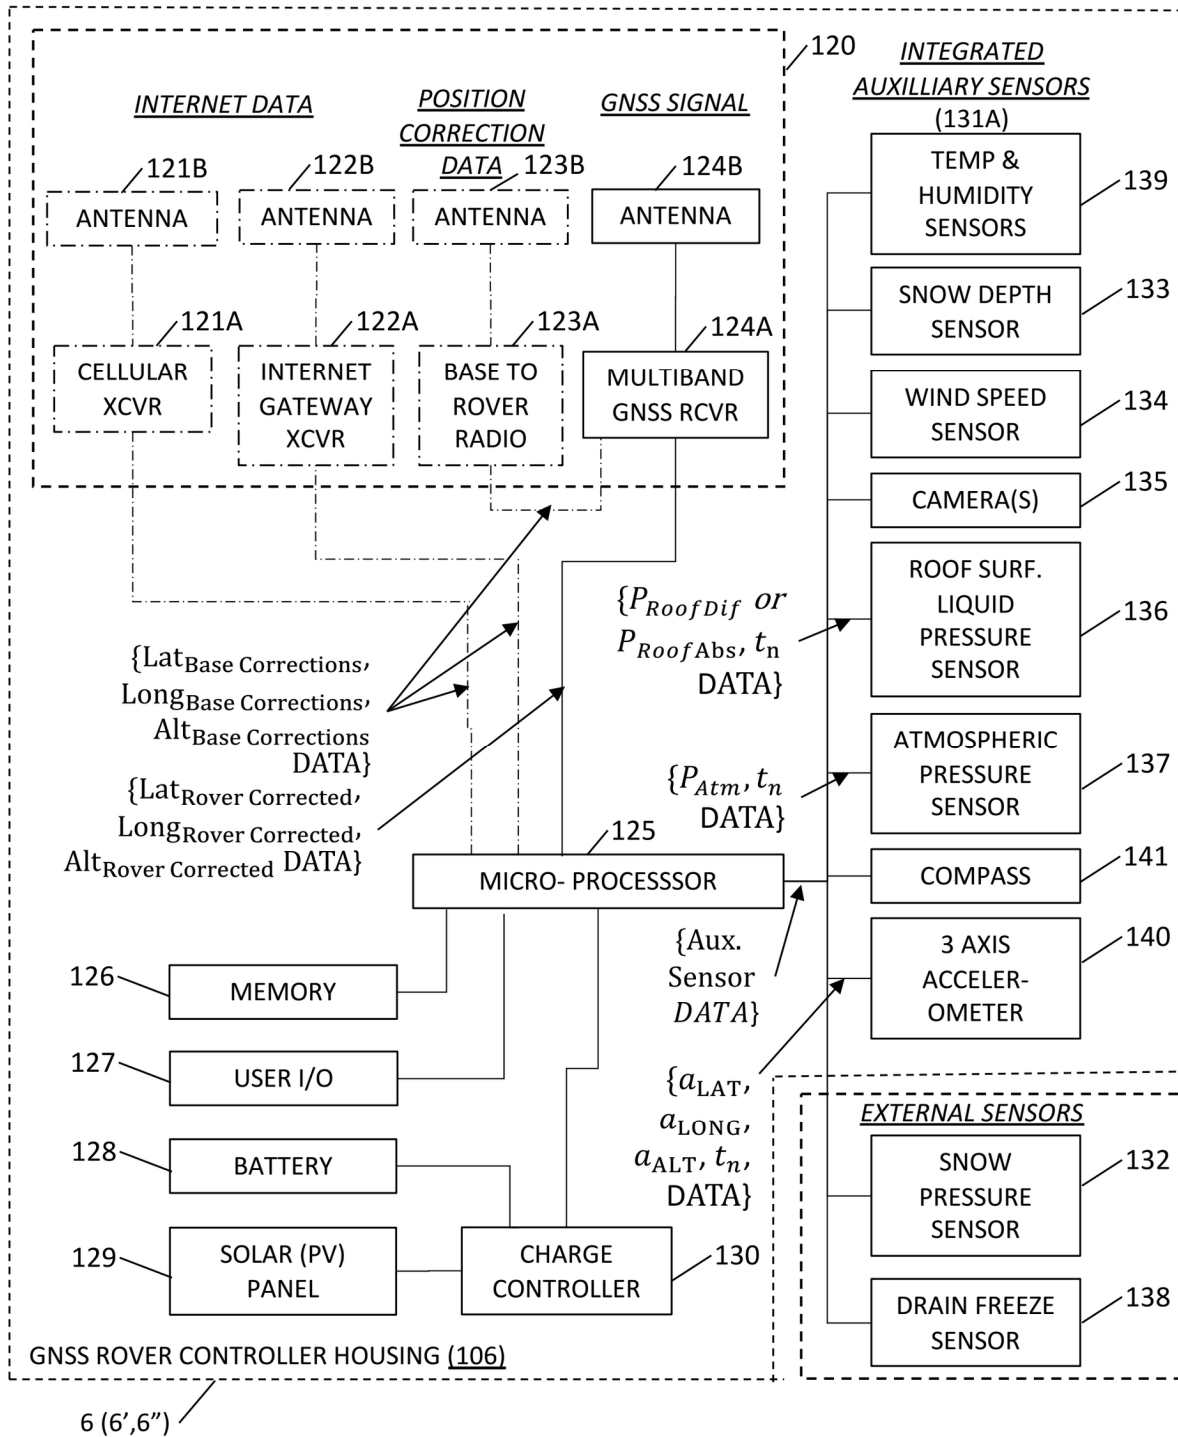 120
INTERNET DATA
POSITION
CORRECTION
DATA
GNSS SIGNAL
121B
122B
123B
124B
ANTENNA
ANTENNA
ANTENNA
ANTENNA
121A
122A
123A
124A
CELLULAR
XCVR
INTERNET
GATEWAY
XCVR
BASE TO
ROVER
RADIO
MULTIBAND
GNSS RCVR
INTEGRATED
AUXILLIARY SENSORS
(131A)
TEMP &
HUMIDITY
SENSORS
139
SNOW DEPTH
SENSOR
133
WIND SPEED
SENSOR
134
CAMERA(S)
135
ROOF SURF.
LIQUID
PRESSURE
SENSOR
136
ATMOSPHERIC
PRESSURE
SENSOR
137
COMPASS
141
3 AXIS
ACCELER-
OMETER
140
{P_RoofDif or
P_RoofAbs, t_n
DATA}
{P_Atm, t_n
DATA}
{Lat_Base Corrections,
Long_Base Corrections,
Alt_Base Corrections
DATA}
{Lat_Rover Corrected,
Long_Rover Corrected,
Alt_Rover Corrected DATA}
125
MICRO- PROCESSSOR
{Aux.
Sensor
DATA}
{a_LAT,
a_LONG,
a_ALT, t_n,
DATA}
126
MEMORY
127
USER I/O
128
BATTERY
129
SOLAR (PV)
PANEL
CHARGE
CONTROLLER
130
EXTERNAL SENSORS
SNOW
PRESSURE
SENSOR
132
DRAIN FREEZE
SENSOR
138
GNSS ROVER CONTROLLER HOUSING (106)
6 (6’,6”)